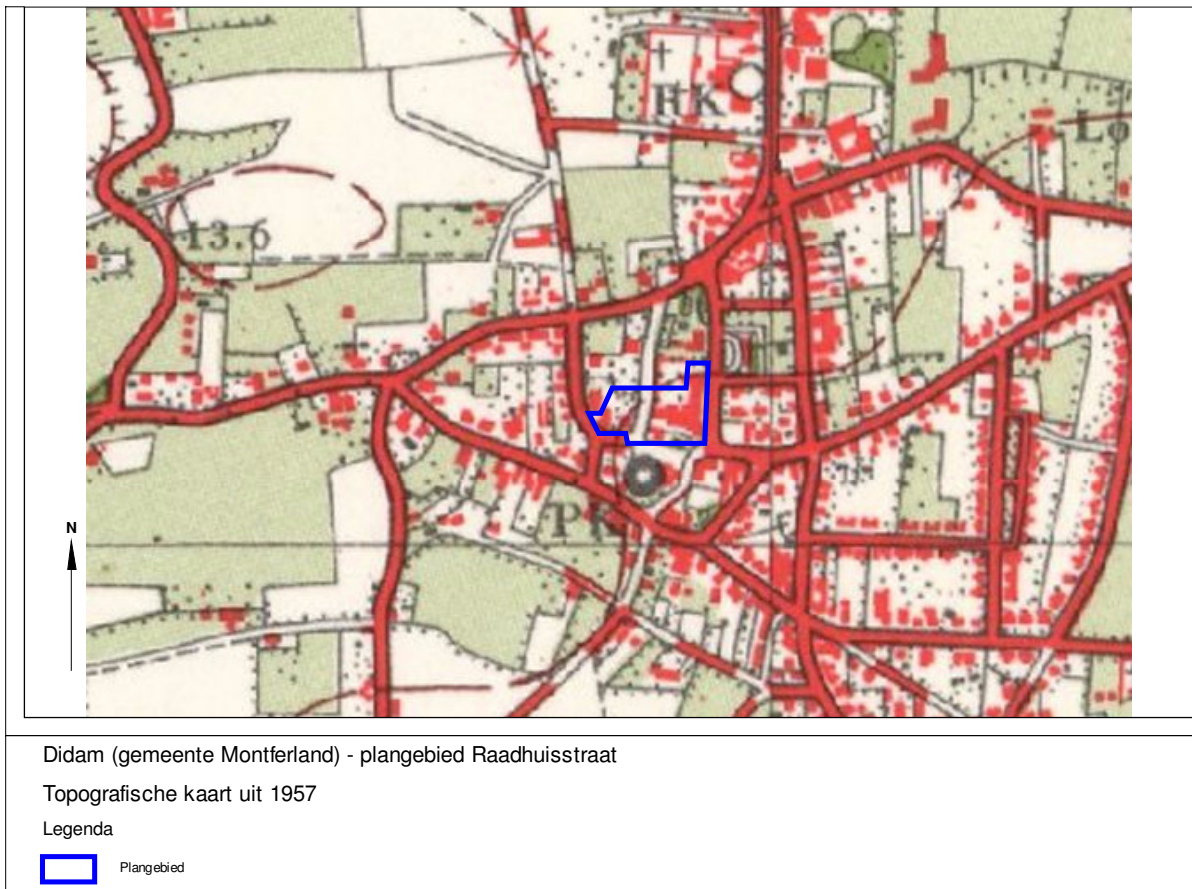 RK
Lo
13.6
PK
N
Didam (gemeente Montferland) - plangebied Raadhuisstraat
Topografische kaart uit 1957
Legenda
Plangebied